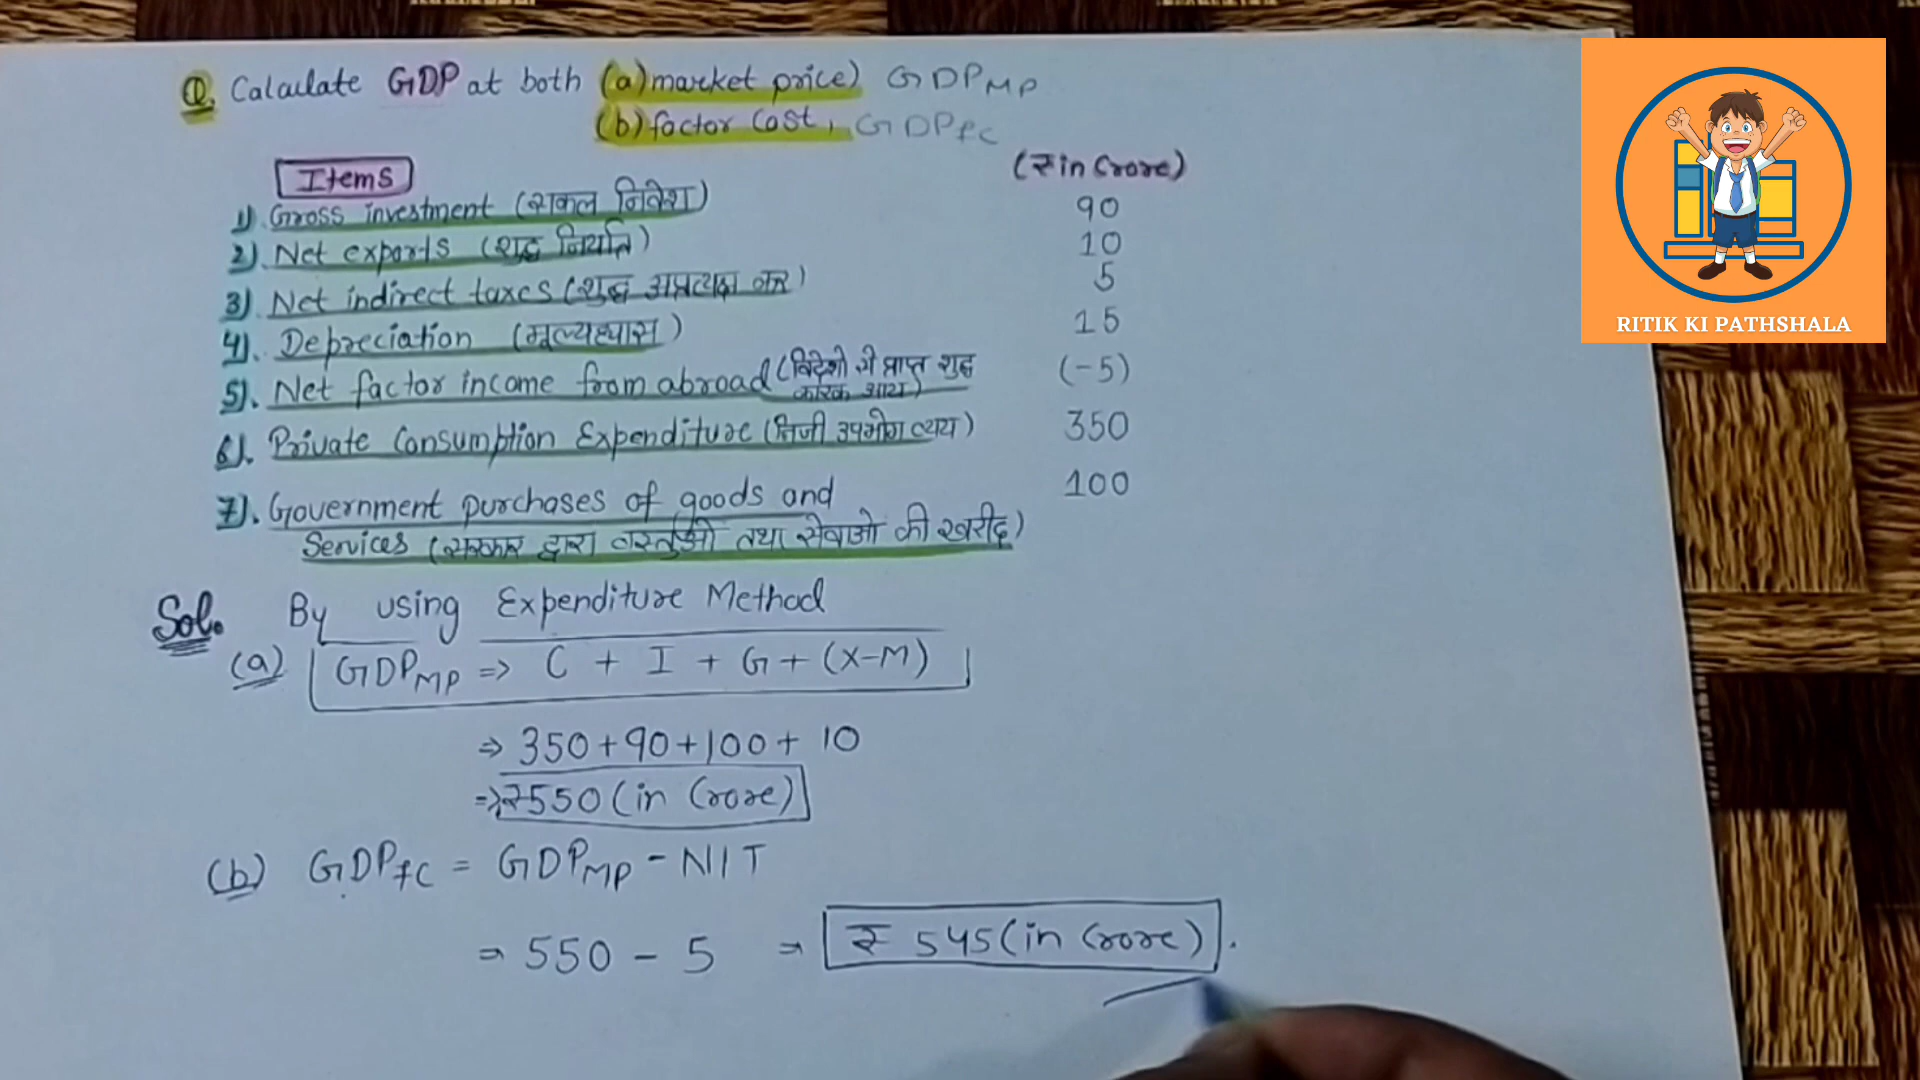 Q. Calculate GDP at both (a) market price) GDPMP
(b) factor Cost, GDPfc
Items
(₹ in Crore)
1). Gross investment (सकल निवेश) 90
2). Net exports (शुद्ध निर्यात) 10
3). Net indirect taxes (शुद्ध अप्रत्यक्ष कर) 5
4). Depreciation (मूल्यह्यास) 15
5). Net factor income from abroad (विदेशो से प्राप्त शुद्ध (-5)
कारक आय)
6). Private Consumption Expenditure (निजी उपभोग व्यय) 350
7). Government purchases of goods and 100
Services (सरकार द्वारा वस्तुओ तथा सेवाओ की खरीद)
Sol. By using Expenditure Method
(a) GDPMP => C + I + G + (X-M)
=> 350+90+100+ 10
=> ₹550 (in Crore)
(b) GDPfc = GDPMP - NIT
= 550 - 5 = ₹ 545 (in Crore).
RITIK KI PATHSHALA